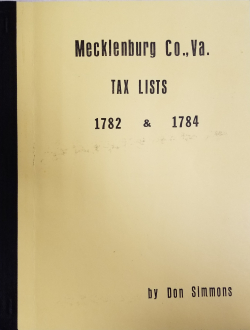 Mecklenburg Co., Va.
TAX LISTS
1782 & 1784
by Don Simmons